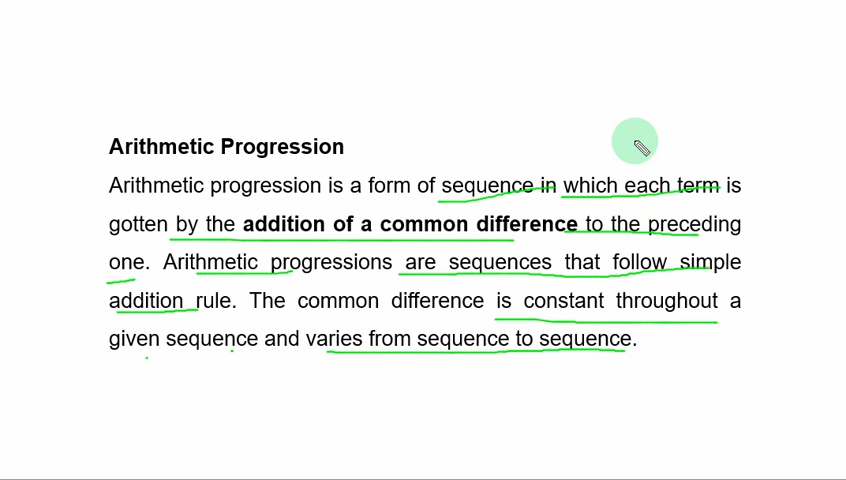 Arithmetic Progression
Arithmetic progression is a form of sequence in which each term is
gotten by the addition of a common difference to the preceding
one. Arithmetic progressions are sequences that follow simple
addition rule. The common difference is constant throughout a
given sequence and varies from sequence to sequence.